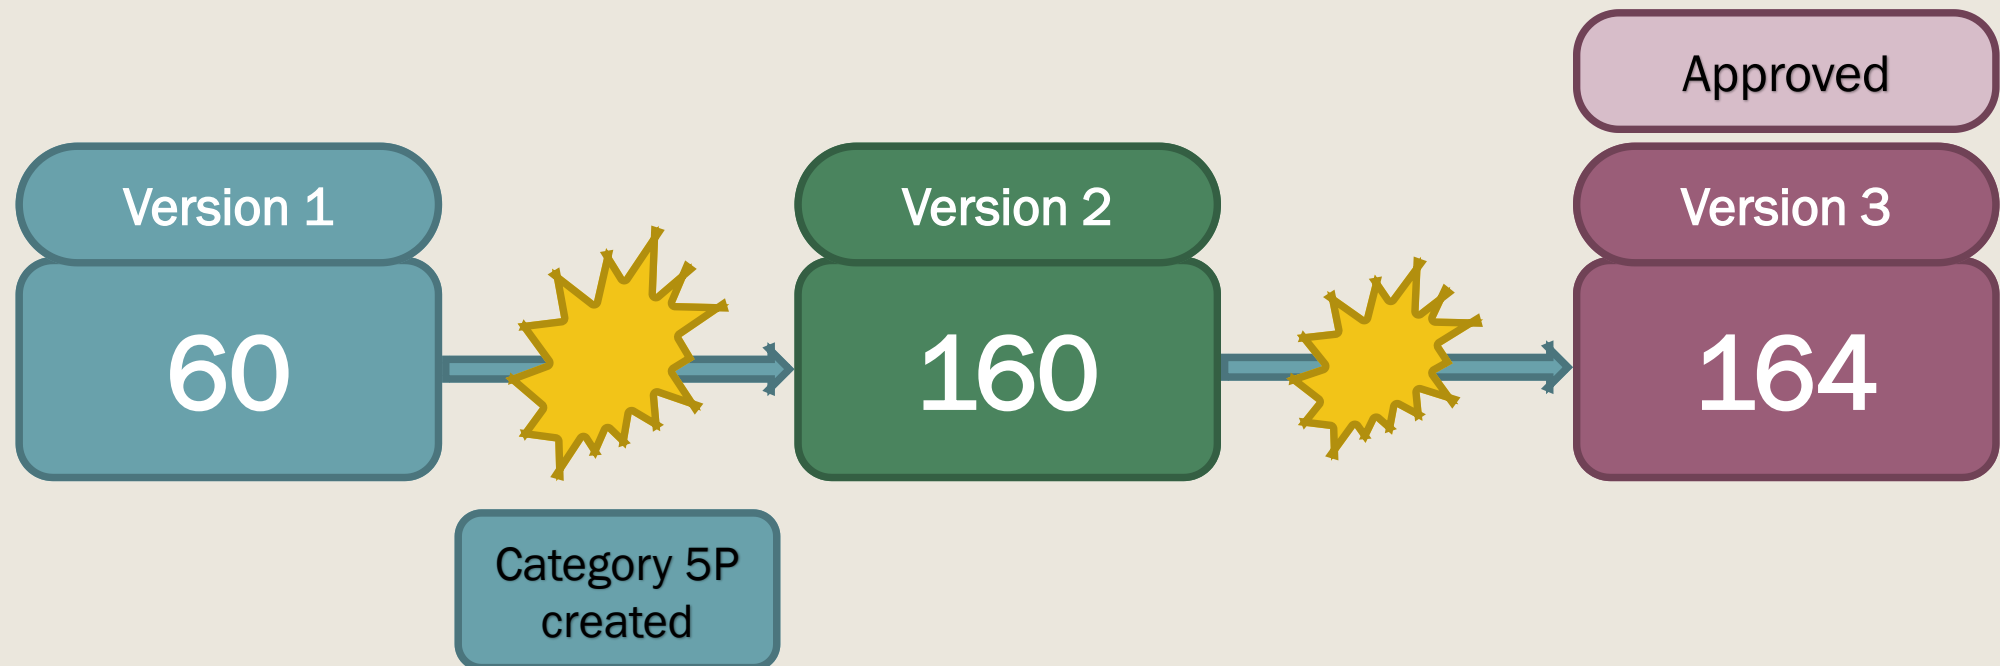 Approved
Version 1
Version 2
Version 3
60
160
164
Category 5P
created